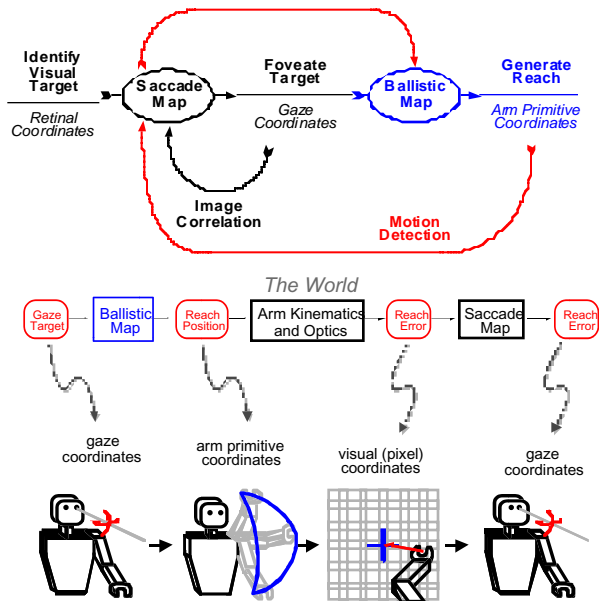 Identify
Visual
Target
Retinal
Coordinates
Saccade
Map
Foveate
Target
Gaze
Coordinates
Ballistic
Map
Generate
Reach
Arm Primitive
Coordinates
Image
Correlation
Motion
Detection
The World
Gaze
Target
Ballistic
Map
Reach
Position
Arm Kinematics
and Optics
Reach
Error
Saccade
Map
Reach
Error
gaze
coordinates
arm primitive
coordinates
visual (pixel)
coordinates
gaze
coordinates